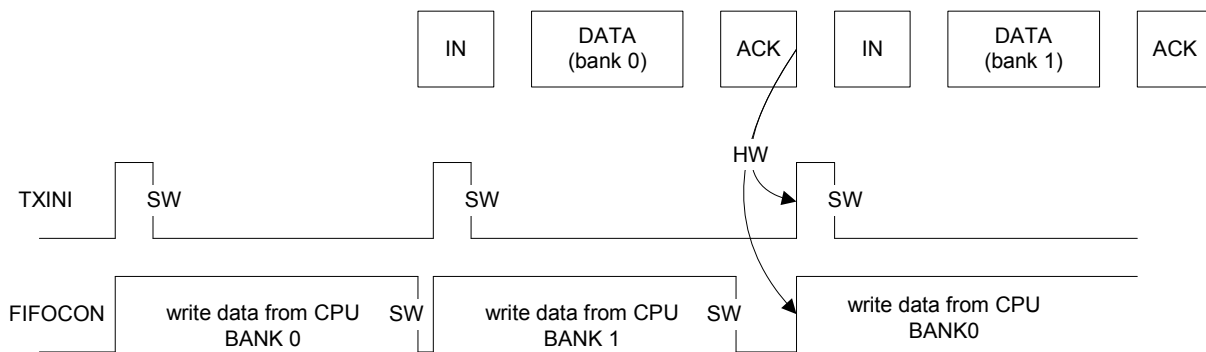 IN
DATA
(bank 0)
ACK
IN
DATA
(bank 1)
ACK
HW
TXINI
SW
SW
SW
FIFOCON
write data from CPU
BANK 0
SW
write data from CPU
BANK 1
SW
write data from CPU
BANK0